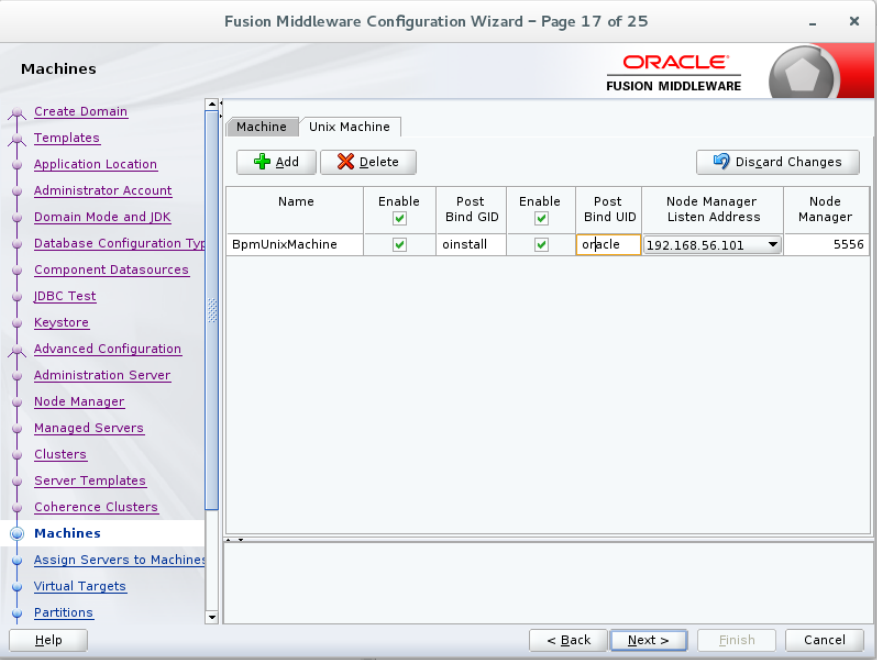 Fusion Middleware Configuration Wizard – Page 17 of 25
Machines
ORACLE
FUSION MIDDLEWARE
Create Domain
Templates
Application Location
Administrator Account
Domain Mode and JDK
Database Configuration Typ
Component Datasources
JDBC Test
Keystore
Advanced Configuration
Administration Server
Node Manager
Managed Servers
Clusters
Server Templates
Coherence Clusters
Machines
Assign Servers to Machines
Virtual Targets
Partitions
Machine Unix Machine
Add Delete Discard Changes
Name Enable Post Bind GID Enable Post Bind UID Node Manager Listen Address Node Manager
BpmUnixMachine oinstall oracle 192.168.56.101 5556
Help < Back Next > Finish Cancel